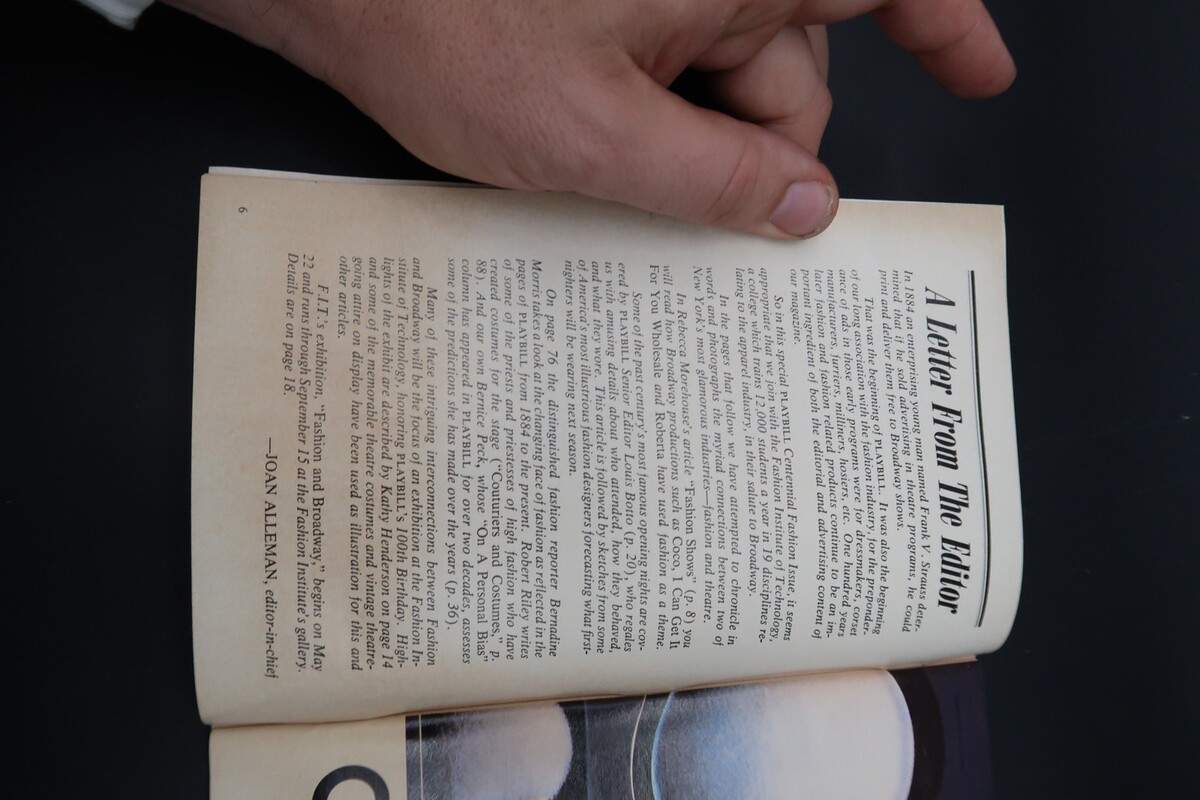 A Letter From The Editor
In 1884 an enterprising young man named Frank V. Strauss deter-
mined that if he sold advertising in theatre programs, he could
print and deliver them free to Broadway shows.
That was the beginning of PLAYBILL. It was also the beginning
of our long association with the fashion industry, for the preponder-
ance of ads in those early programs were for dressmakers, corset
manufacturers, furriers, milliners, hosiers, etc. One hundred years
later fashion and fashion related products continue to be an im-
portant ingredient of both the editorial and advertising content of
our magazine.
So in this special PLAYBILL Centennial Fashion Issue, it seems
appropriate that we join with the Fashion Institute of Technology,
a college which trains 12,000 students a year in 19 disciplines re-
lating to the apparel industry, in their salute to Broadway.
In the pages that follow we have attempted to chronicle in
words and photographs the myriad connections between two of
New York's most glamorous industries—fashion and theatre.
In Rebecca Morehouse's article "Fashion Shows" (p. 8) you
will read how Broadway productions such as Coco, I Can Get It
For You Wholesale and Roberta have used fashion as a theme.
Some of the past century's most famous opening nights are cov-
ered by PLAYBILL Senior Editor Louis Botto (p. 20), who regales
us with amusing details about who attended, how they behaved,
and what they wore. This article is followed by sketches from some
of America's most illustrious fashion designers forecasting what first-
nighters will be wearing next season.
On page 76 the distinguished fashion reporter Bernadine
Morris takes a look at the changing face of fashion as reflected in the
pages of PLAYBILL from 1884 to the present. Robert Riley writes
of some of the priests and priestesses of high fashion who have
created costumes for the stage ("Couturiers and Costumes," p.
88). And our own Bernice Peck, whose "On A Personal Bias"
column has appeared in PLAYBILL for over two decades, assesses
some of the predictions she has made over the years (p. 36).
Many of these intriguing interconnections between Fashion
and Broadway will be the focus of an exhibition at the Fashion In-
stitute of Technology, honoring PLAYBILL's 100th Birthday. High-
lights of the exhibit are described by Kathy Henderson on page 14
and some of the memorable theatre costumes and vintage theatre-
going attire on display have been used as illustration for this and
other articles.
F.I.T.'s exhibition, "Fashion and Broadway," begins on May
22 and runs through September 15 at the Fashion Institute's gallery.
Details are on page 18.
—JOAN ALLEMAN, editor-in-chief
6